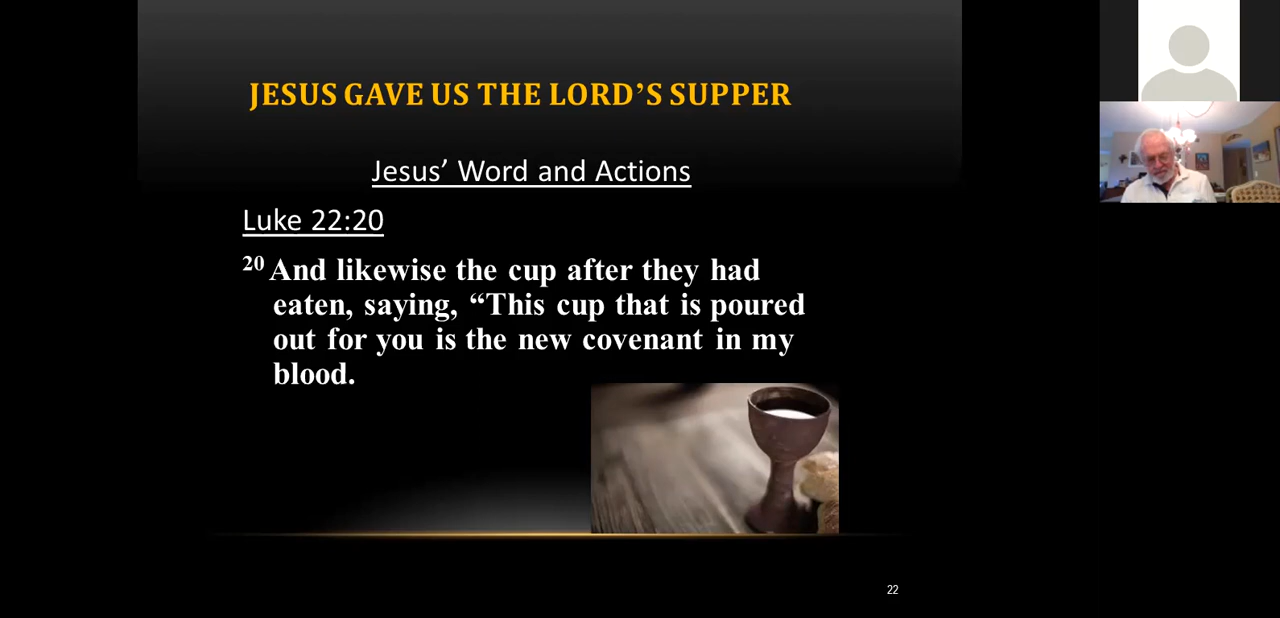 JESUS GAVE US THE LORD’S SUPPER
Jesus’ Word and Actions
Luke 22:20
20 And likewise the cup after they had
eaten, saying, “This cup that is poured
out for you is the new covenant in my
blood.
22